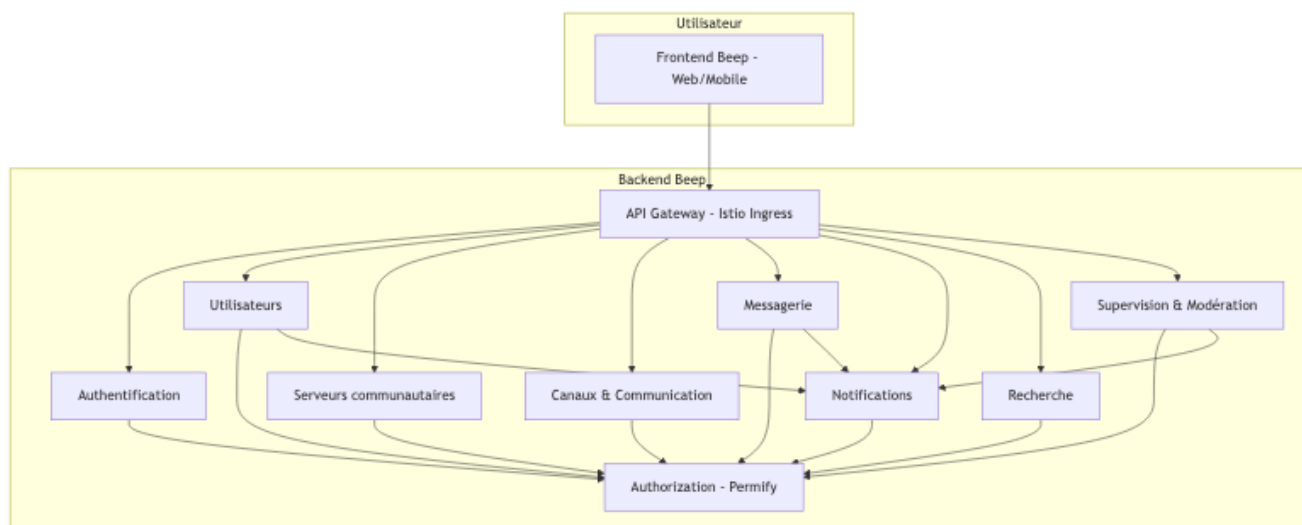 Utilisateur
Frontend Beep -
Web/Mobile
Backend Beep
API Gateway - Istio Ingress
Utilisateurs
Messagerie
Supervision & Modération
Authentification
Serveurs communautaires
Canaux & Communication
Notifications
Recherche
Authorization - Permify